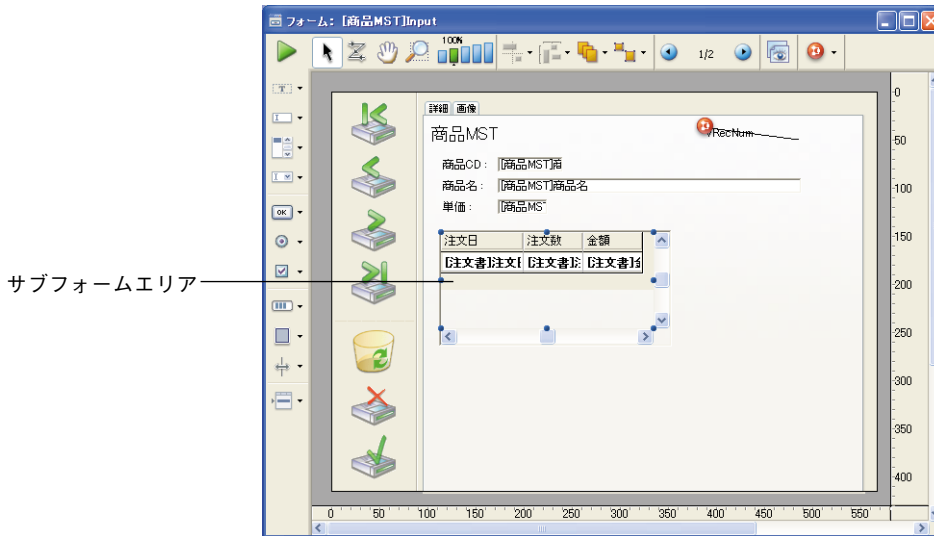 フォーム: [商品MST]Input
100%
1/2
詳細 画像
商品MST
vRecNum
商品CD : [商品MST]商
商品名 : [商品MST]商品名
単価 : [商品MS
注文日 注文数 金額
[注文書]注文 [注文書] [注文書]金
サブフォームエリア
OK
0
50
100
150
200
250
300
350
400
0 50 100 150 200 250 300 350 400 450 500 550